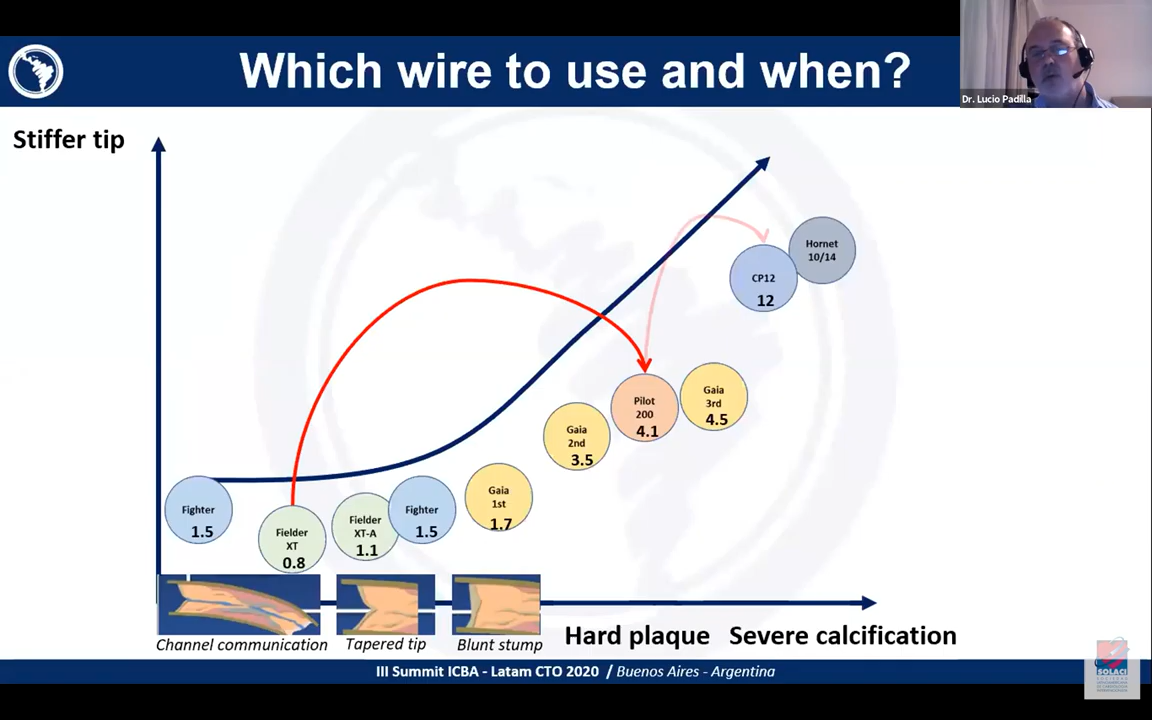 Which wire to use and when?
Dr. Lucio Padilla
Stiffer tip
Hornet
10/14
CP12
12
Gaia
3rd
4.5
Pilot
200
4.1
Gaia
2nd
3.5
Gaia
1st
1.7
Fighter
1.5
Fielder
XT-A
1.1
Fielder
XT
0.8
Fighter
1.5
Channel communication
Tapered tip
Blunt stump
Hard plaque
Severe calcification
III Summit ICBA - Latam CTO 2020 / Buenos Aires - Argentina
SOLACI